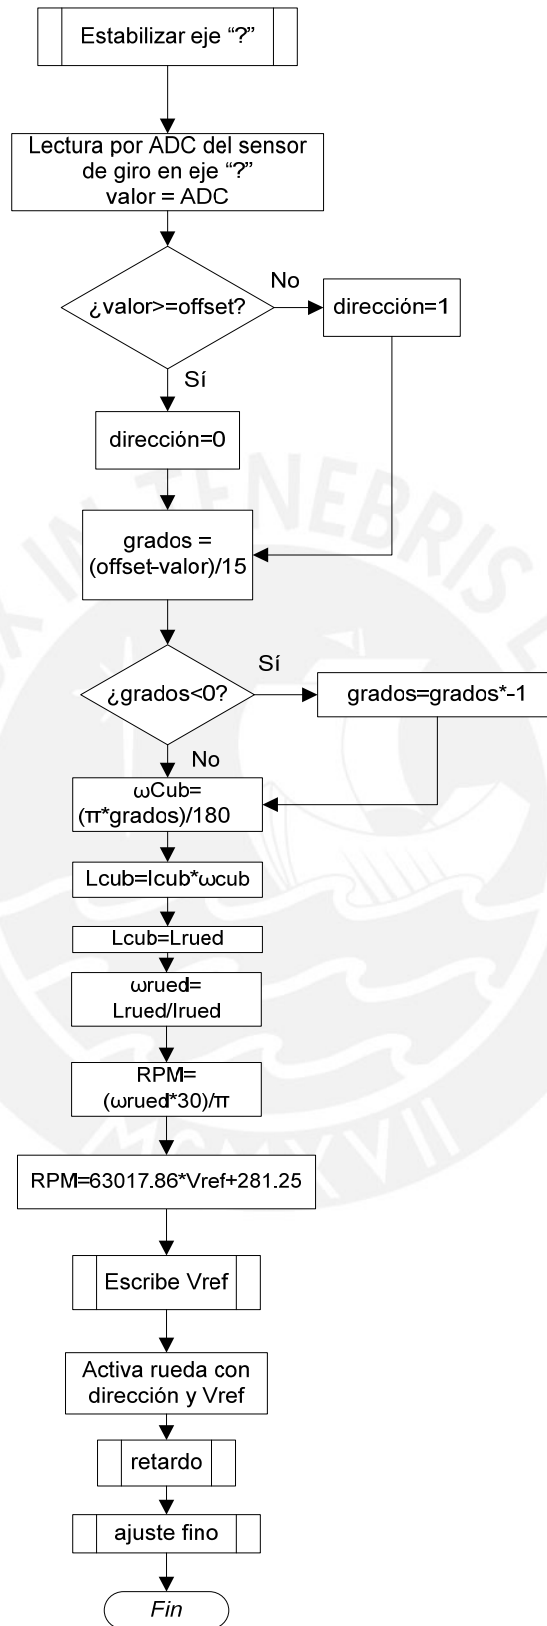 Estabilizar eje “?”
Lectura por ADC del sensor
de giro en eje “?”
valor = ADC
¿valor>=offset?
No
dirección=1
Sí
dirección=0
grados =
(offset-valor)/15
¿grados<0?
Sí
grados=grados*-1
No
ωCub=
(π*grados)/180
Lcub=Icub*ωcub
Lcub=Lrued
ωrued=
Lrued/Irued
RPM=
(ωrued*30)/π
RPM=63017.86*Vref+281.25
Escribe Vref
Activa rueda con
dirección y Vref
retardo
ajuste fino
Fin
IN TENEBRIS
MCMXVII